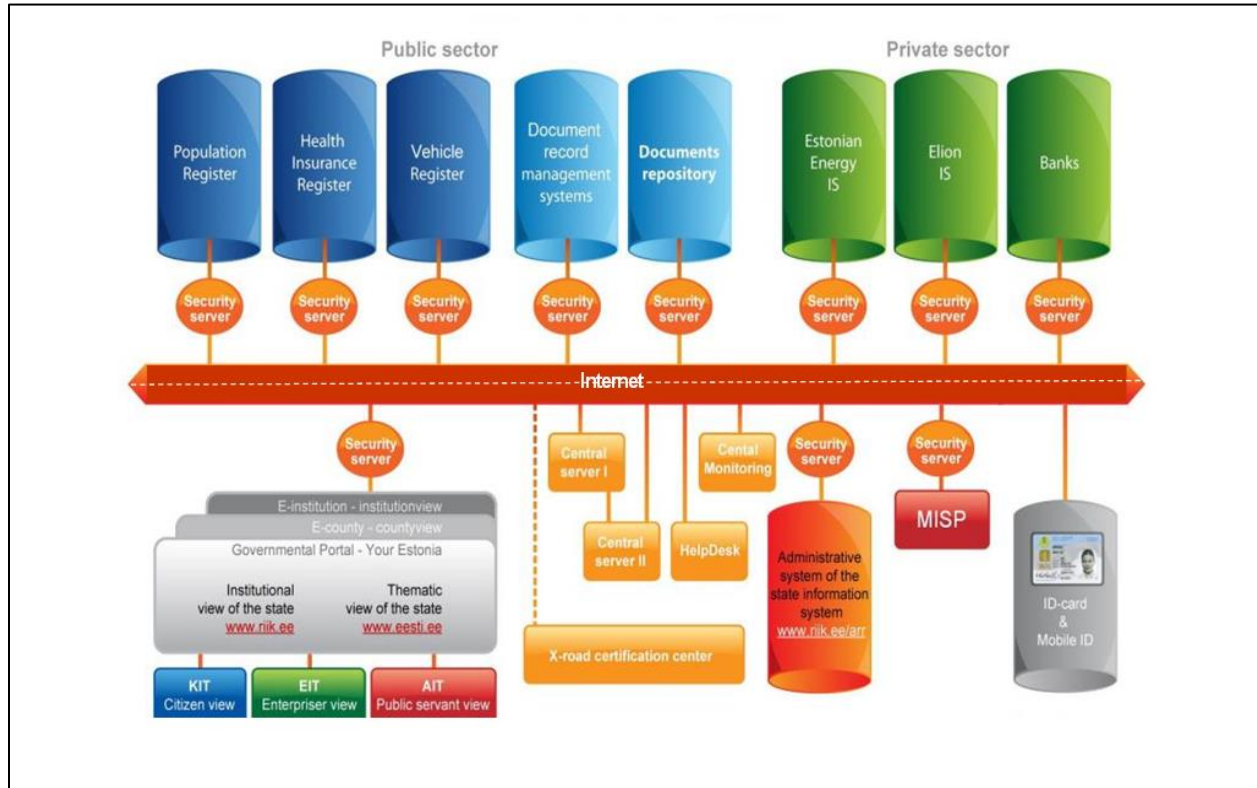 Public sector
Private sector
Population
Register
Health
Insurance
Register
Vehicle
Register
Document
record
management
systems
Documents
repository
Estonian
Energy
IS
Elion
IS
Banks
Security
server
Security
server
Security
server
Security
server
Security
server
Security
server
Security
server
Security
server
Internet
Security
server
E-institution - institutionview
E-county - countyview
Governmental Portal - Your Estonia
Institutional
view of the state
www.riik.ee
Thematic
view of the state
www.eesti.ee
KIT
Citizen view
EIT
Enterpriser view
AIT
Public servant view
Central
server I
Central
server II
HelpDesk
Cental
Monitoring
X-road certification center
Security
server
Administrative
system of the
state information
system
www.riik.ee/arr
Security
server
MISP
ID-card
&
Mobile ID